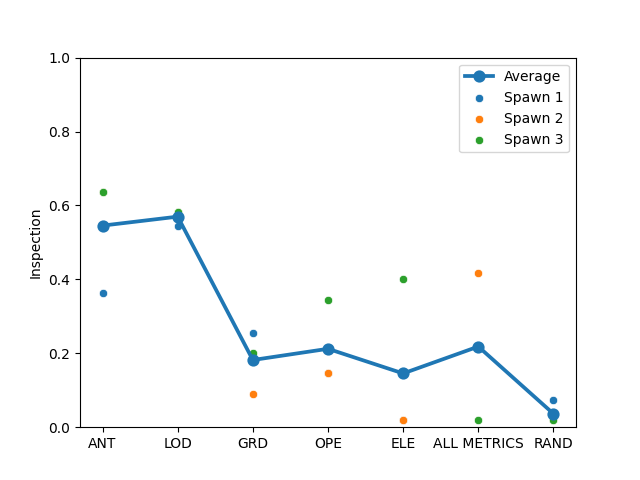 1.0
0.8
0.6
0.4
0.2
0.0
Inspection
Average
Spawn 1
Spawn 2
Spawn 3
ANT LOD GRD OPE ELE ALL METRICS RAND